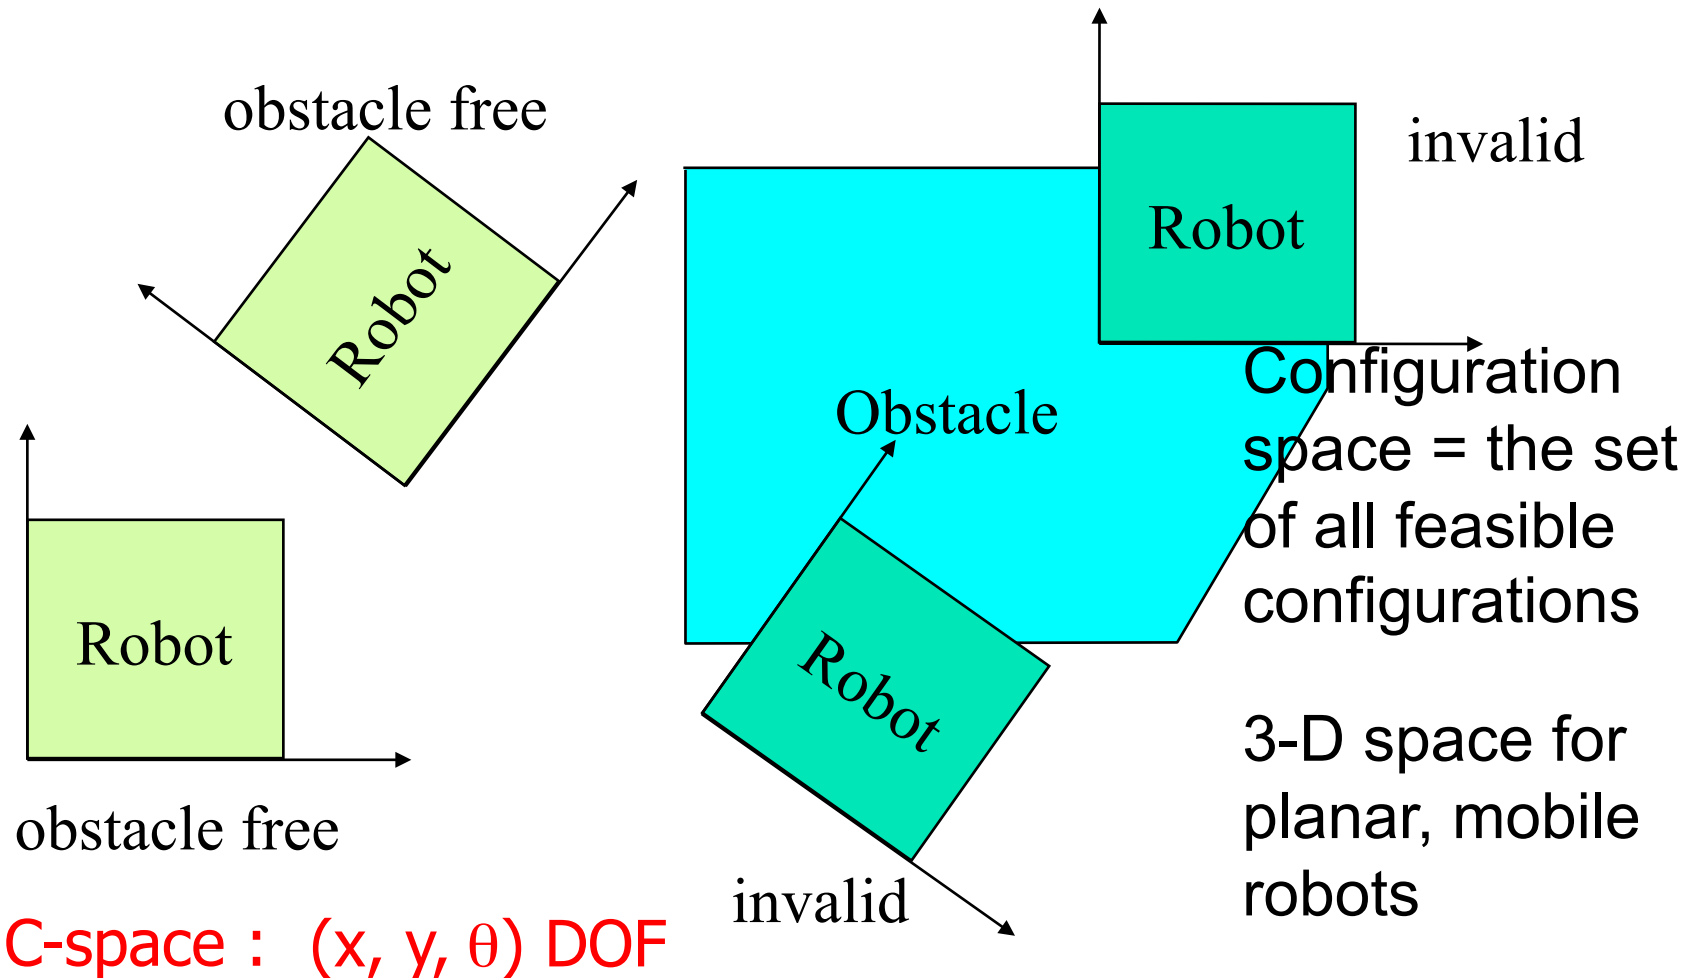 obstacle free
invalid
Robot
Robot
Configuration
Obstacle
space = the set
of all feasible
configurations
Robot
Robot
3-D space for
planar, mobile
robots
obstacle free
invalid
C-space : (x, y, θ) DOF